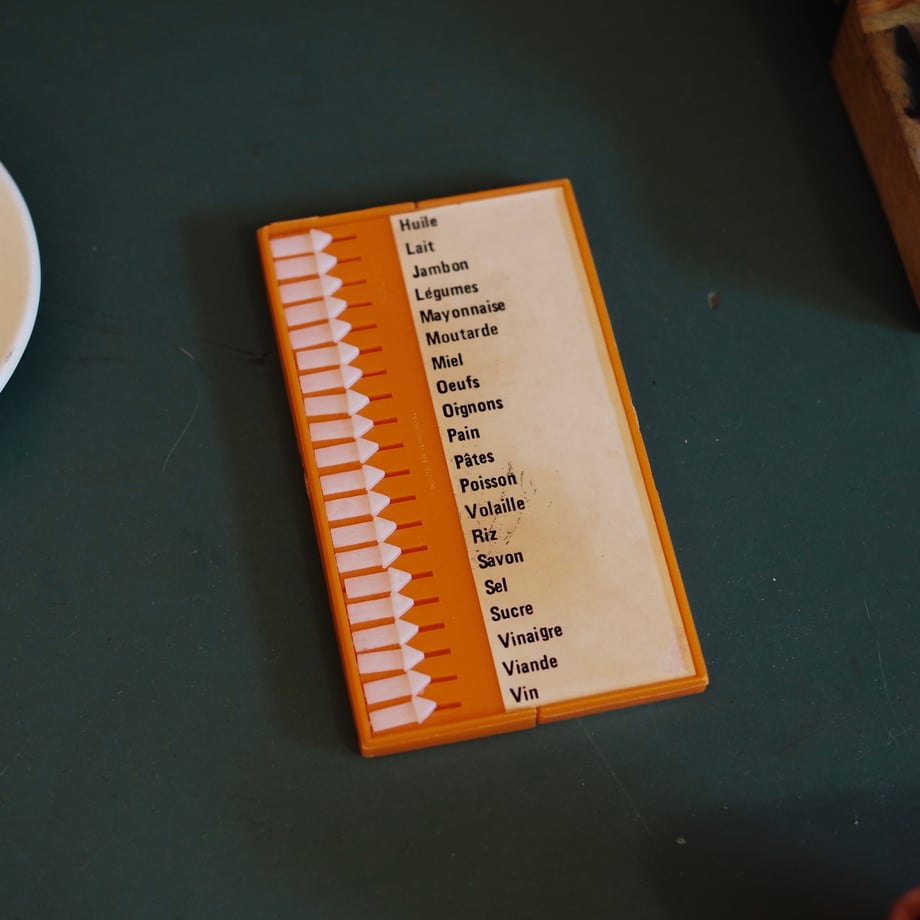 Huile
Lait
Jambon
Légumes
Mayonnaise
Moutarde
Miel
Oeufs
Oignons
Pain
Pâtes
Poisson
Volaille
Riz
Savon
Sel
Sucre
Vinaigre
Viande
Vin